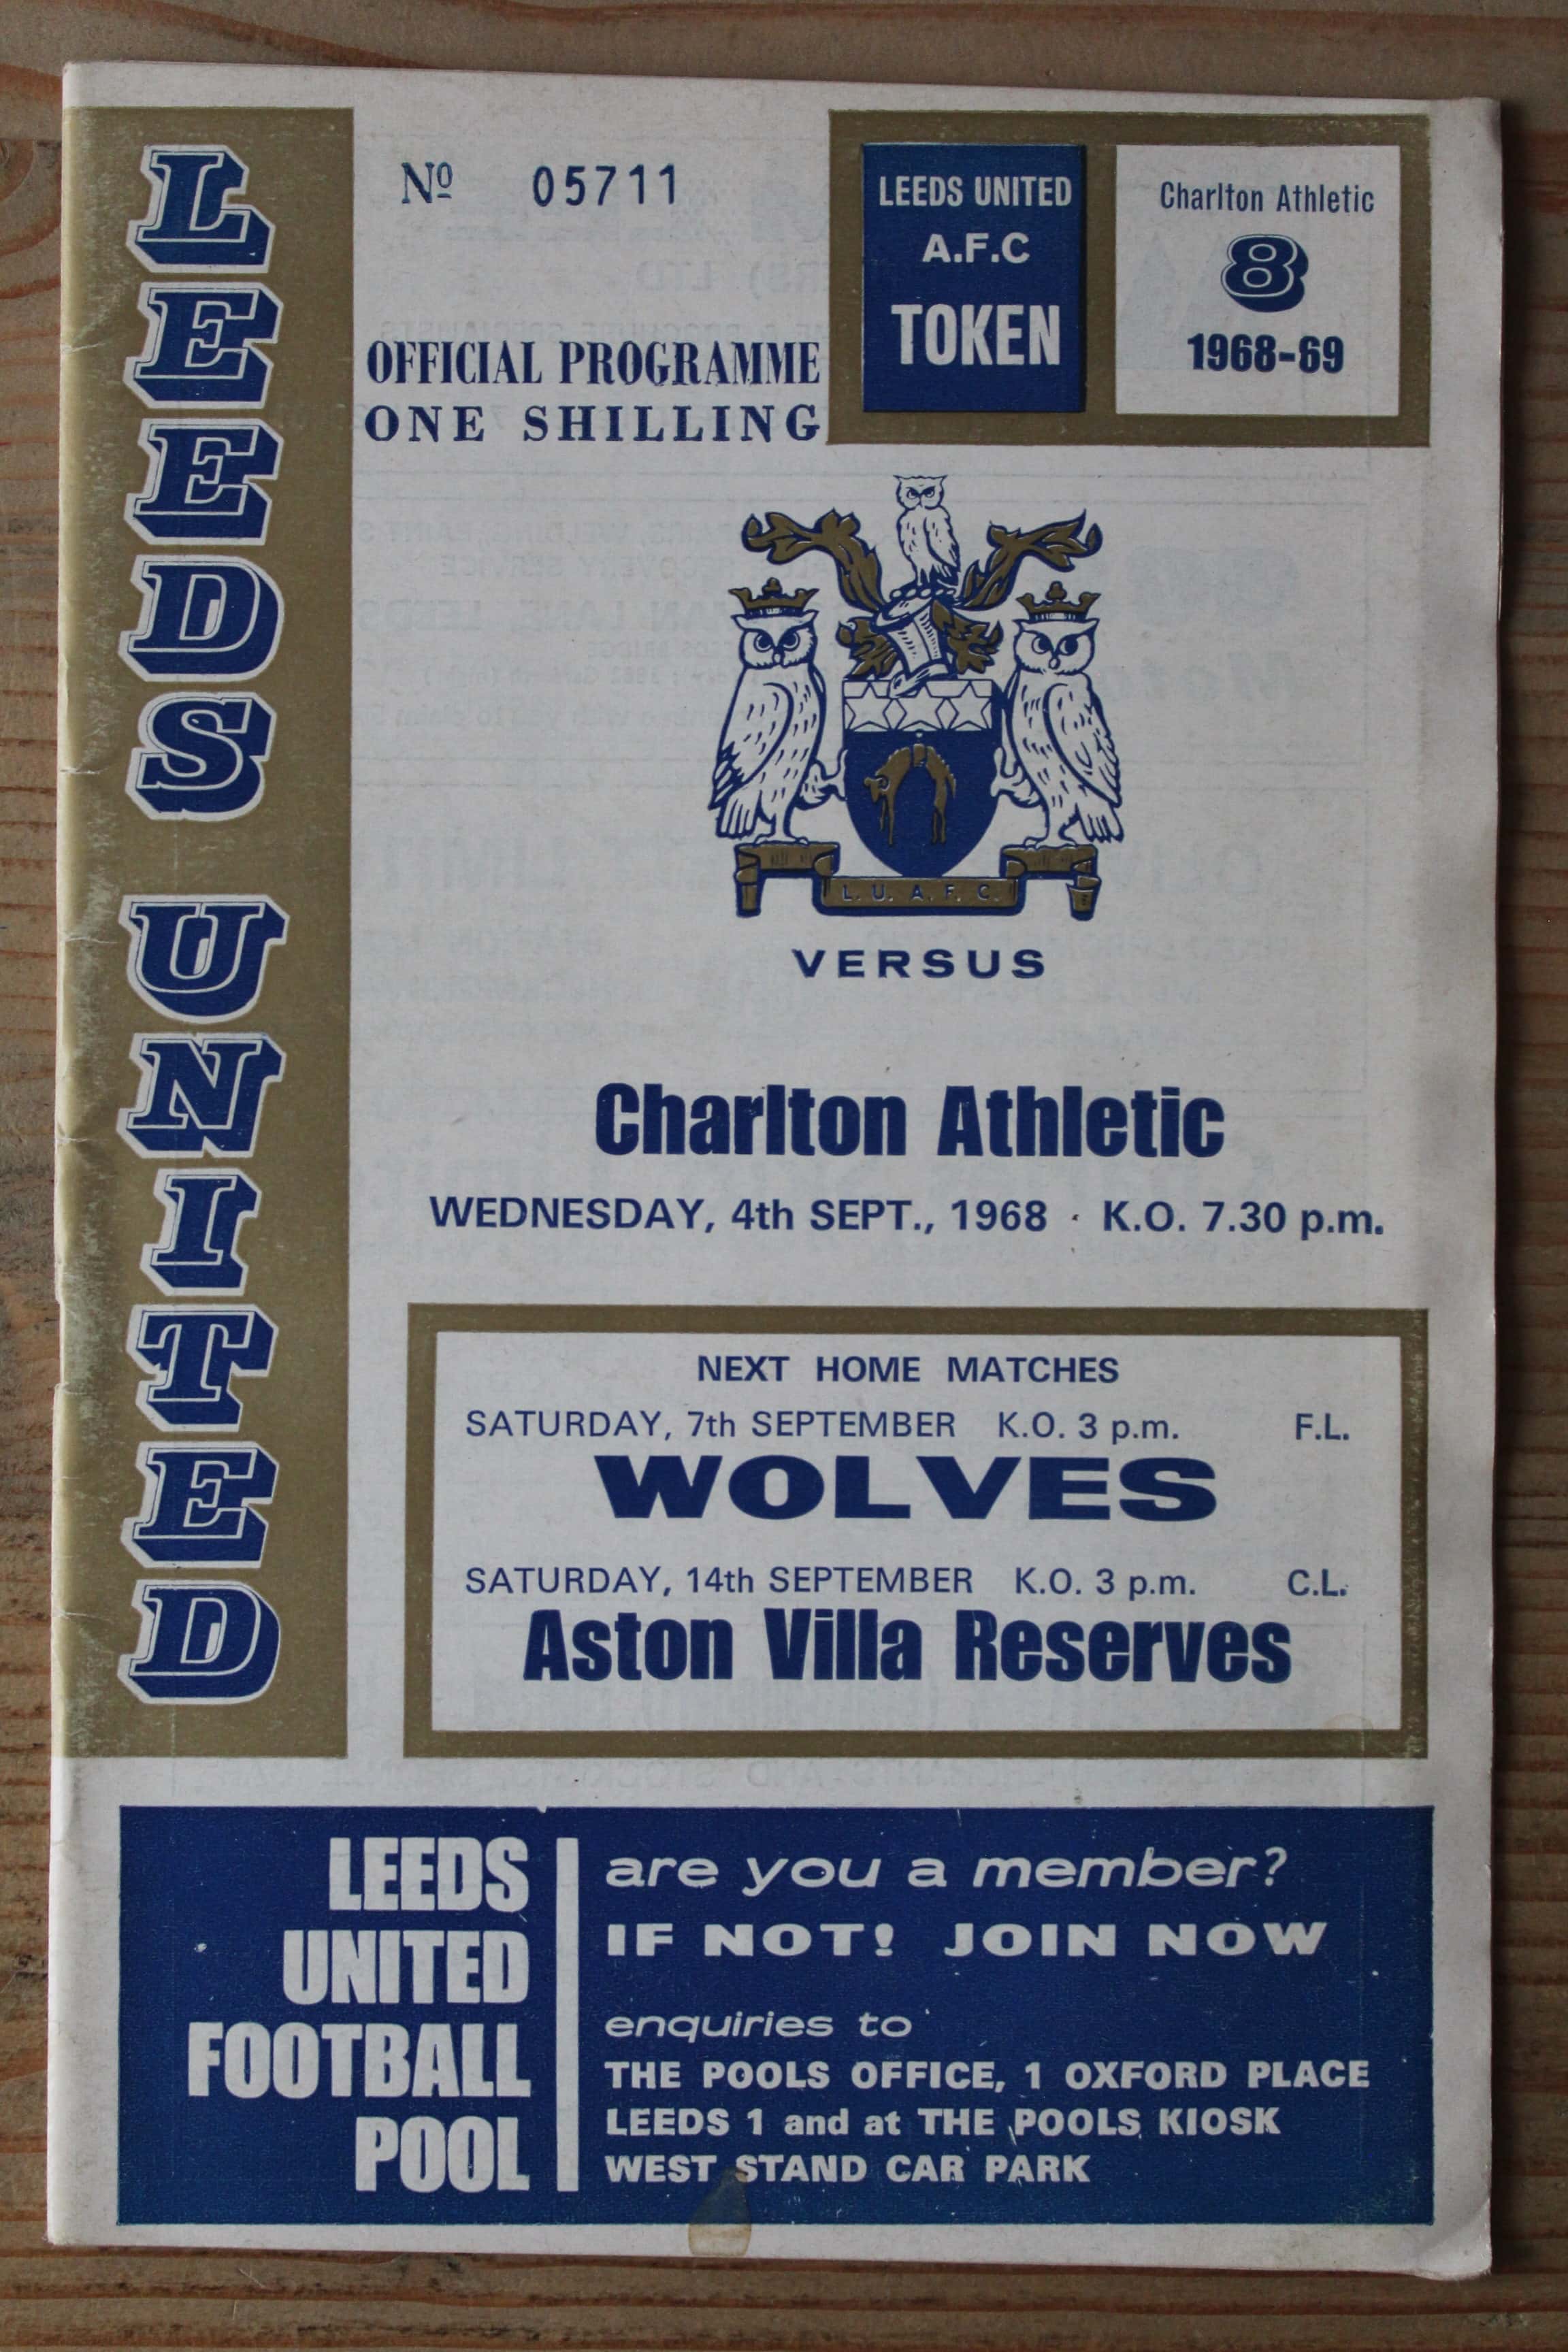 LEEDS UNITED
Nº 05711
OFFICIAL PROGRAMME
ONE SHILLING
LEEDS UNITED
A.F.C
TOKEN
Charlton Athletic
8
1968-69
L. U. A. F. C.
VERSUS
Charlton Athletic
WEDNESDAY, 4th SEPT., 1968 · K.O. 7.30 p.m.
NEXT HOME MATCHES
SATURDAY, 7th SEPTEMBER K.O. 3 p.m. F.L.
WOLVES
SATURDAY, 14th SEPTEMBER K.O. 3 p.m. C.L.
Aston Villa Reserves
LEEDS
UNITED
FOOTBALL
POOL
are you a member?
IF NOT! JOIN NOW
enquiries to
THE POOLS OFFICE, 1 OXFORD PLACE
LEEDS 1 and at THE POOLS KIOSK
WEST STAND CAR PARK